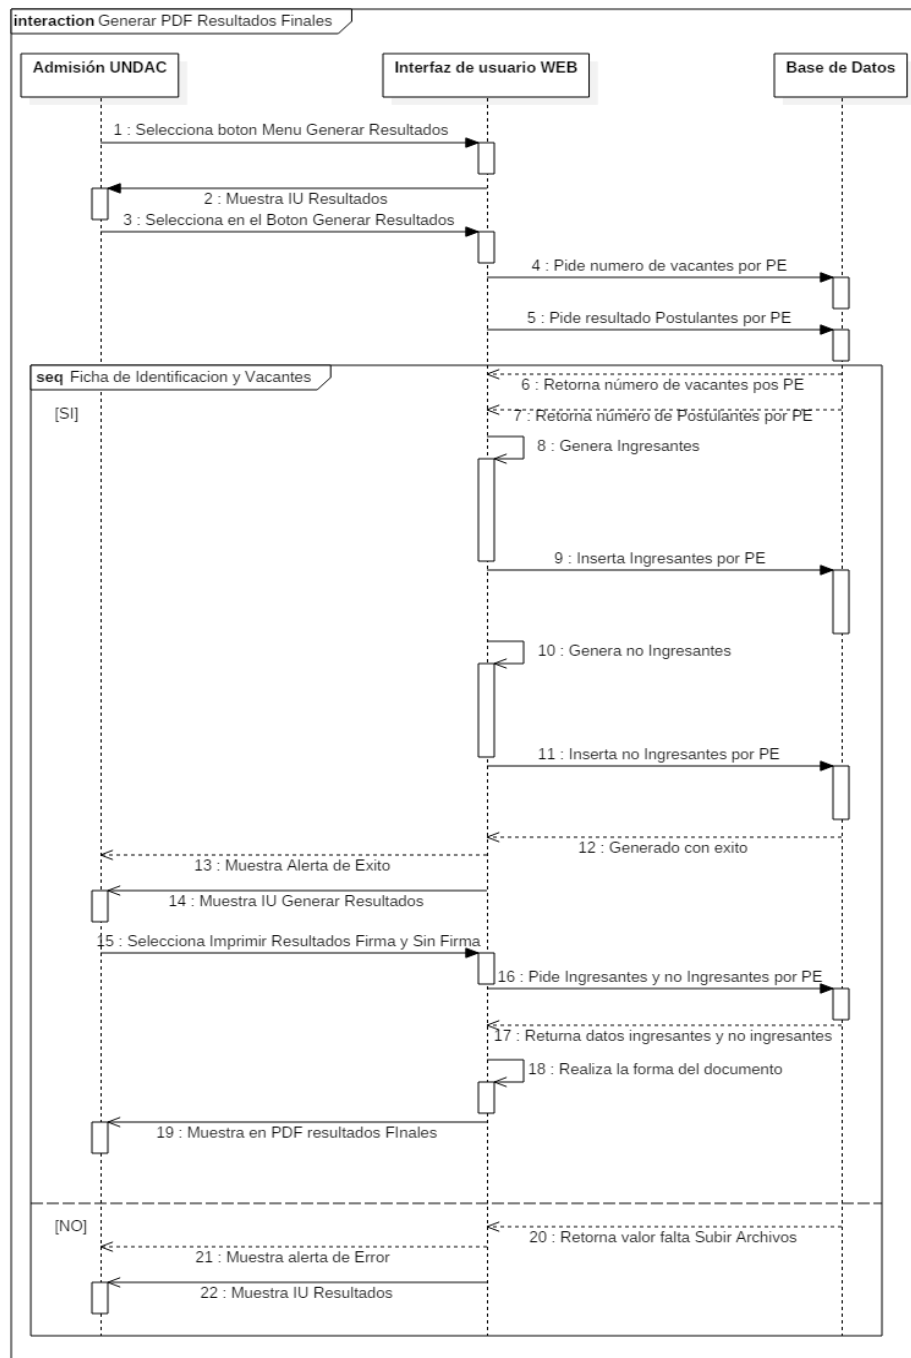 interaction Generar PDF Resultados Finales
Admisión UNDAC
Interfaz de usuario WEB
Base de Datos
1 : Selecciona boton Menu Generar Resultados
2 : Muestra IU Resultados
3 : Selecciona en el Boton Generar Resultados
4 : Pide numero de vacantes por PE
5 : Pide resultado Postulantes por PE
seq Ficha de Identificacion y Vacantes
6 : Retorna número de vacantes pos PE
[SI]
7 : Retorna número de Postulantes por PE
8 : Genera Ingresantes
9 : Inserta Ingresantes por PE
10 : Genera no Ingresantes
11 : Inserta no Ingresantes por PE
12 : Generado con exito
13 : Muestra Alerta de Exito
14 : Muestra IU Generar Resultados
15 : Selecciona Imprimir Resultados Firma y Sin Firma
16 : Pide Ingresantes y no Ingresantes por PE
17 : Returna datos ingresantes y no ingresantes
18 : Realiza la forma del documento
19 : Muestra en PDF resultados FInales
[NO]
20 : Retorna valor falta Subir Archivos
21 : Muestra alerta de Error
22 : Muestra IU Resultados